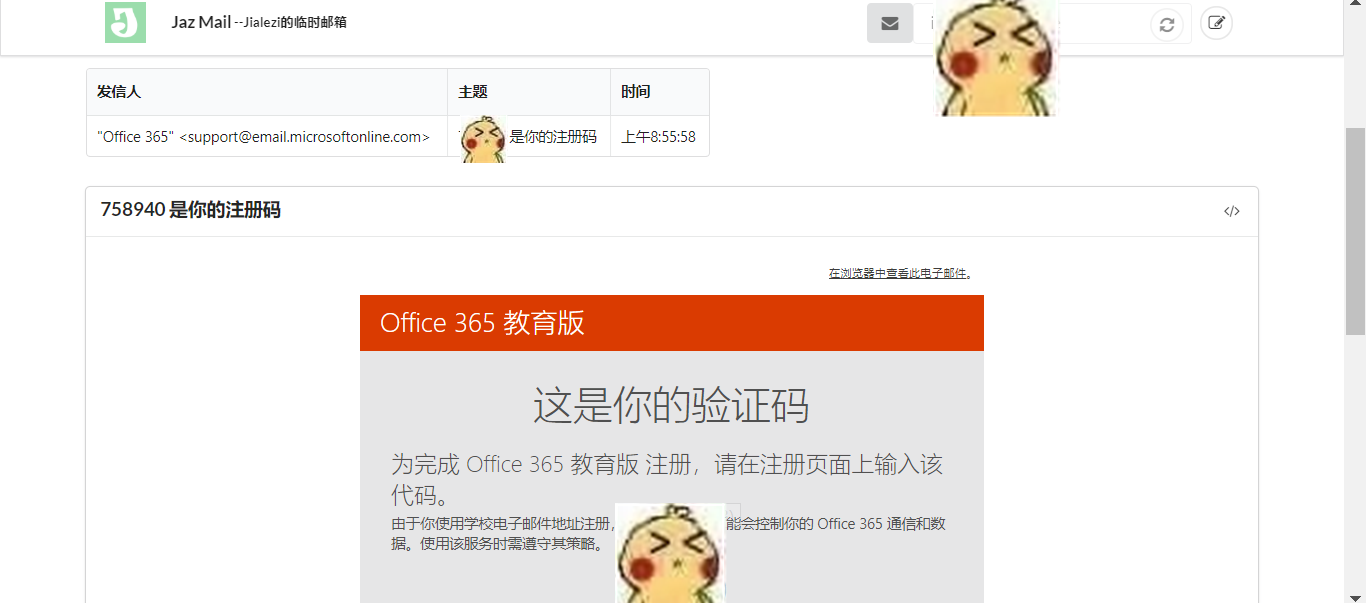 Jaz Mail --Jialezi的临时邮箱
发信人 主题 时间
"Office 365" <support@email.microsoftonline.com> 是你的注册码 上午8:55:58
758940 是你的注册码 </>
在浏览器中查看此电子邮件。
Office 365 教育版
这是你的验证码
为完成 Office 365 教育版 注册，请在注册页面上输入该
代码。
由于你使用学校电子邮件地址注册， 能会控制你的 Office 365 通信和数
据。使用该服务时需遵守其策略。